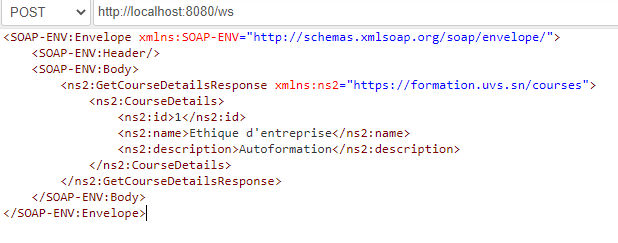 POST http://localhost:8080/ws
<SOAP-ENV:Envelope xmlns:SOAP-ENV="http://schemas.xmlsoap.org/soap/envelope/">
    <SOAP-ENV:Header/>
    <SOAP-ENV:Body>
        <ns2:GetCourseDetailsResponse xmlns:ns2="https://formation.uvs.sn/courses">
            <ns2:CourseDetails>
                <ns2:id>1</ns2:id>
                <ns2:name>Ethique d'entreprise</ns2:name>
                <ns2:description>Autoformation</ns2:description>
            </ns2:CourseDetails>
        </ns2:GetCourseDetailsResponse>
    </SOAP-ENV:Body>
</SOAP-ENV:Envelope>